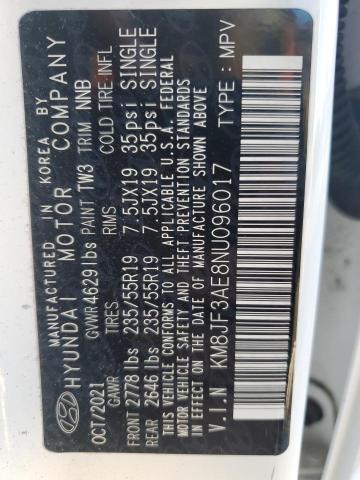 MANUFACTURED IN KOREA BY
HYUNDAI MOTOR COMPANY
OCT/2021 GVWR 4629 lbs PAINT TW3 TRIM NNB
GAWR TIRES RIMS COLD TIRE INFL
FRONT 2778 lbs 235/55R19 7.5JX19 35psi SINGLE
REAR 2646 lbs 235/55R19 7.5JX19 35psi SINGLE
THIS VEHICLE CONFORMS TO ALL APPLICABLE U.S.A FEDERAL
MOTOR VEHICLE SAFETY AND THEFT PREVENTION STANDARDS
IN EFFECT ON THE DATE OF MANUFACTURE SHOWN ABOVE
V.I.N KM8JF3AE8NU096017 TYPE : MPV